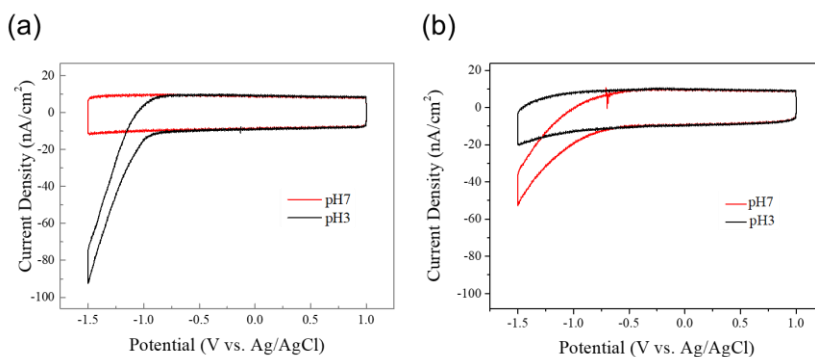 (a)
20
0
-20
-40
-60
-80
-100
Current Density (nA/cm²)
pH7
pH3
-1.5 -1.0 -0.5 0.0 0.5 1.0
Potential (V vs. Ag/AgCl)
(b)
20
0
-20
-40
-60
-80
-100
Current Density (nA/cm²)
pH7
pH3
-1.5 -1.0 -0.5 0.0 0.5 1.0
Potential (V vs. Ag/AgCl)